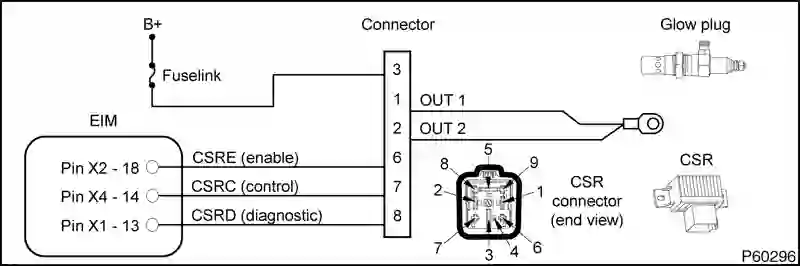 B+
Connector
Glow plug
Fuselink
3
1
OUT 1
2
OUT 2
EIM
Pin X2 - 18
CSRE (enable)
6
Pin X4 - 14
CSRC (control)
7
Pin X1 - 13
CSRD (diagnostic)
8
5
8
9
2
1
7
3
4
6
CSR
connector
(end view)
CSR
P60296